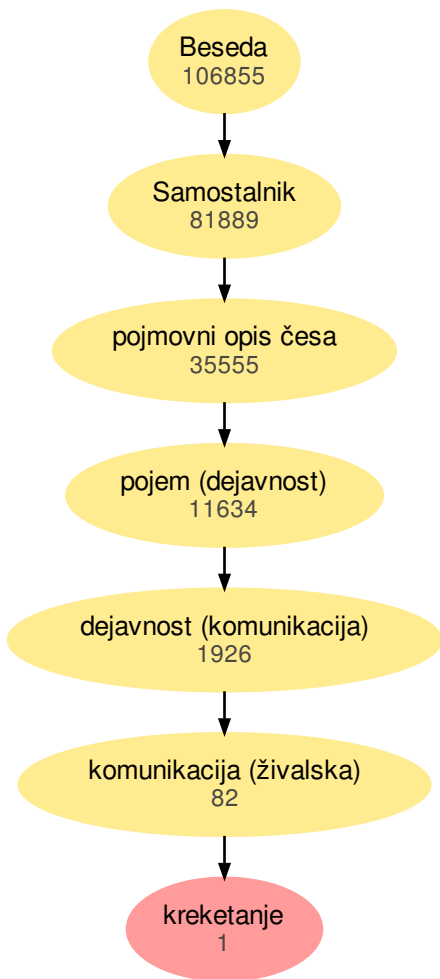 Beseda
106855
Samostalnik
81889
pojmovni opis česa
35555
pojem (dejavnost)
11634
dejavnost (komunikacija)
1926
komunikacija (živalska)
82
kreketanje
1